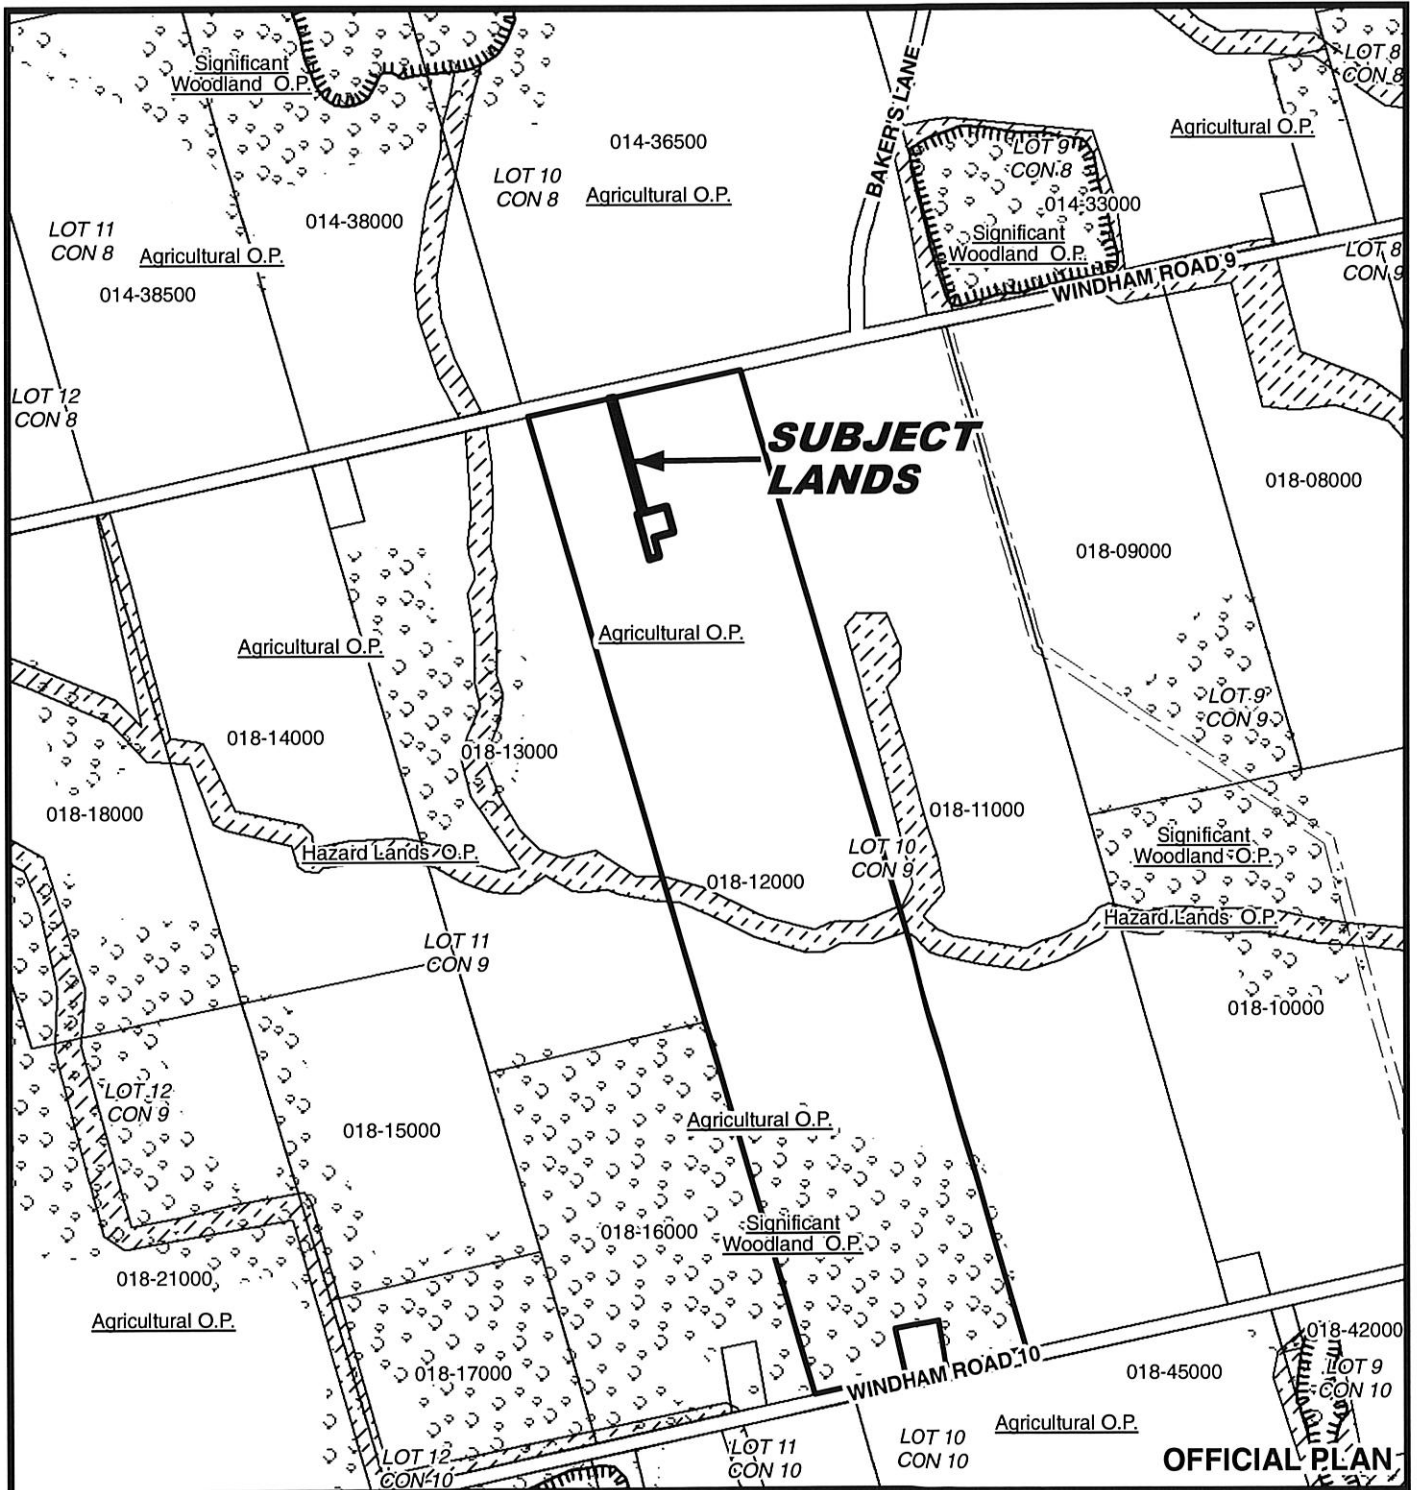 Significant
Woodland O.P.
LOT 8
CON 8
Agricultural O.P.
014-36500
LOT 9
CON 8
LOT 10
CON 8
Agricultural O.P.
BAKER'S LANE
014-33000
014-38000
LOT 11
CON 8
Agricultural O.P.
Significant
Woodland O.P.
LOT 8
CON 9
014-38500
WINDHAM ROAD 9
LOT 12
CON 8
SUBJECT
LANDS
018-08000
018-09000
Agricultural O.P.
Agricultural O.P.
LOT 9
CON 9
018-14000
018-13000
018-18000
018-11000
Hazard Lands O.P.
LOT 10
CON 9
Significant
Woodland O.P.
018-12000
Hazard Lands O.P.
LOT 11
CON 9
018-10000
LOT 12
CON 9
018-15000
Agricultural O.P.
018-16000
Significant
Woodland O.P.
018-21000
Agricultural O.P.
018-42000
018-17000
WINDHAM ROAD 10
018-45000
LOT 9
CON 10
Agricultural O.P.
LOT 12
CON 10
LOT 11
CON 10
LOT 10
CON 10
OFFICIAL PLAN